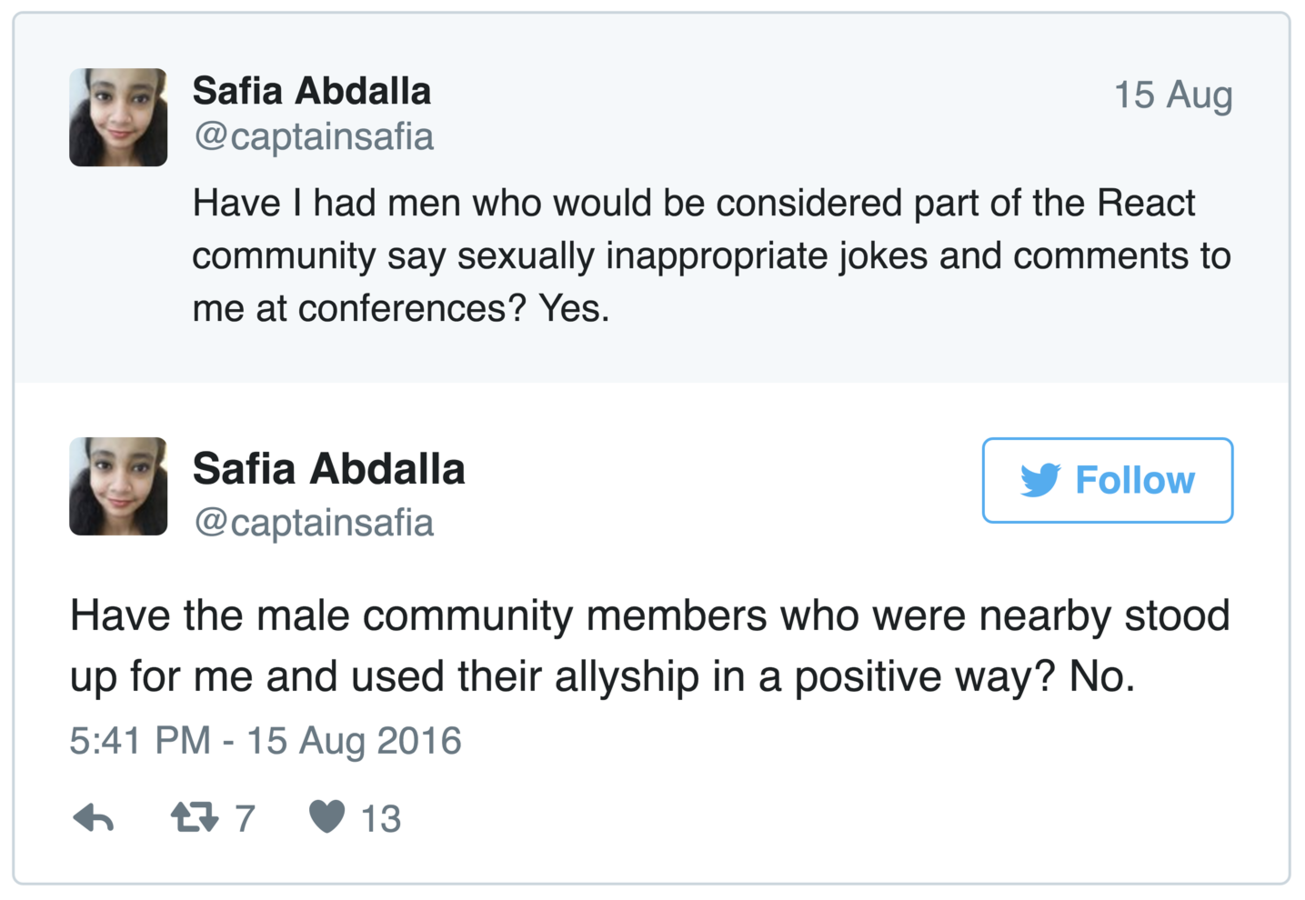 Safia Abdalla
15 Aug
@captainsafia
Have I had men who would be considered part of the React
community say sexually inappropriate jokes and comments to
me at conferences? Yes.
Safia Abdalla
Follow
@captainsafia
Have the male community members who were nearby stood
up for me and used their allyship in a positive way? No.
5:41 PM - 15 Aug 2016
7 13